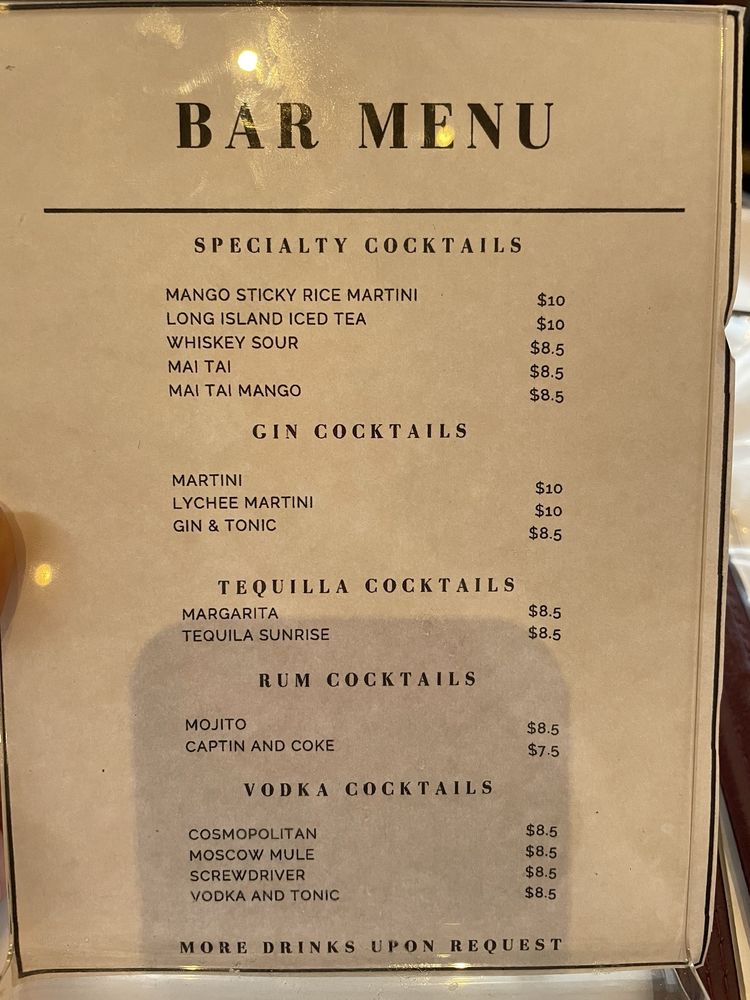 BAR MENU
SPECIALTY COCKTAILS
MANGO STICKY RICE MARTINI $10
LONG ISLAND ICED TEA $10
WHISKEY SOUR $8.5
MAI TAI $8.5
MAI TAI MANGO $8.5
GIN COCKTAILS
MARTINI $10
LYCHEE MARTINI $10
GIN & TONIC $8.5
TEQUILLA COCKTAILS
MARGARITA $8.5
TEQUILA SUNRISE $8.5
RUM COCKTAILS
MOJITO $8.5
CAPTIN AND COKE $7.5
VODKA COCKTAILS
COSMOPOLITAN $8.5
MOSCOW MULE $8.5
SCREWDRIVER $8.5
VODKA AND TONIC $8.5
MORE DRINKS UPON REQUEST